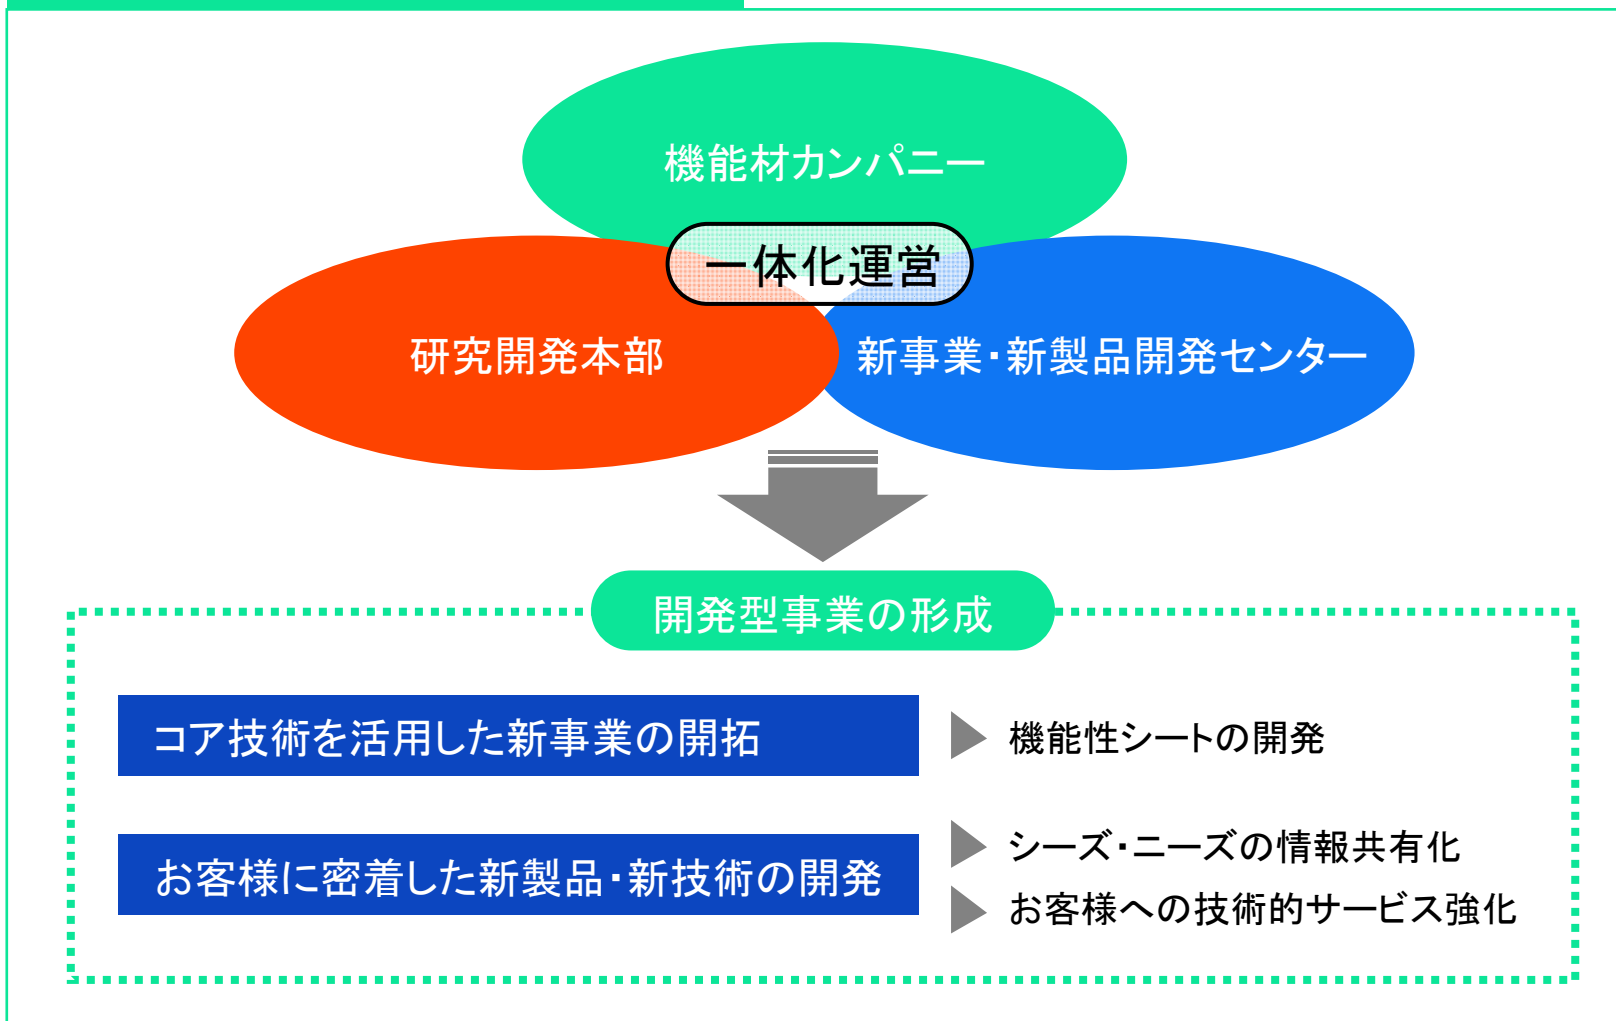 機能材カンパニー
一体化運営
研究開発本部
新事業・新製品開発センター
開発型事業の形成
コア技術を活用した新事業の開拓
機能性シートの開発
お客様に密着した新製品・新技術の開発
シーズ・ニーズの情報共有化
お客様への技術的サービス強化